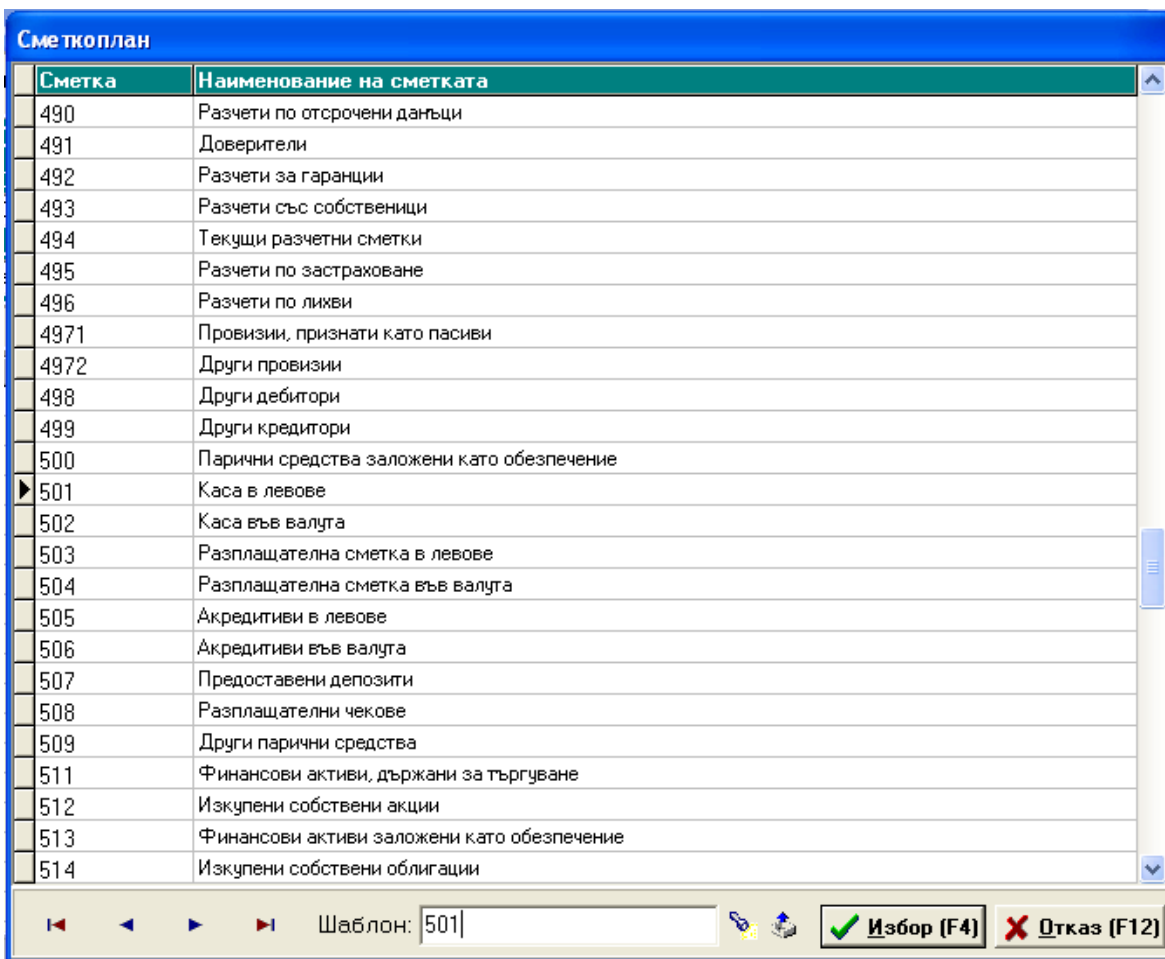 Сметкоплан
Сметка Наименование на сметката
490 Разчети по отсрочени данъци
491 Доверители
492 Разчети за гаранции
493 Разчети със собственици
494 Текущи разчетни сметки
495 Разчети по застраховане
496 Разчети по лихви
4971 Провизии, признати като пасиви
4972 Други провизии
498 Други дебитори
499 Други кредитори
500 Парични средства заложени като обезпечение
501 Каса в левове
502 Каса във валута
503 Разплащателна сметка в левове
504 Разплащателна сметка във валута
505 Акредитиви в левове
506 Акредитиви във валута
507 Предоставени депозити
508 Разплащателни чекове
509 Други парични средства
511 Финансови активи, държани за търгуване
512 Изкупени собствени акции
513 Финансови активи заложени като обезпечение
514 Изкупени собствени облигации
Шаблон: 501 Избор (F4) Отказ (F12)